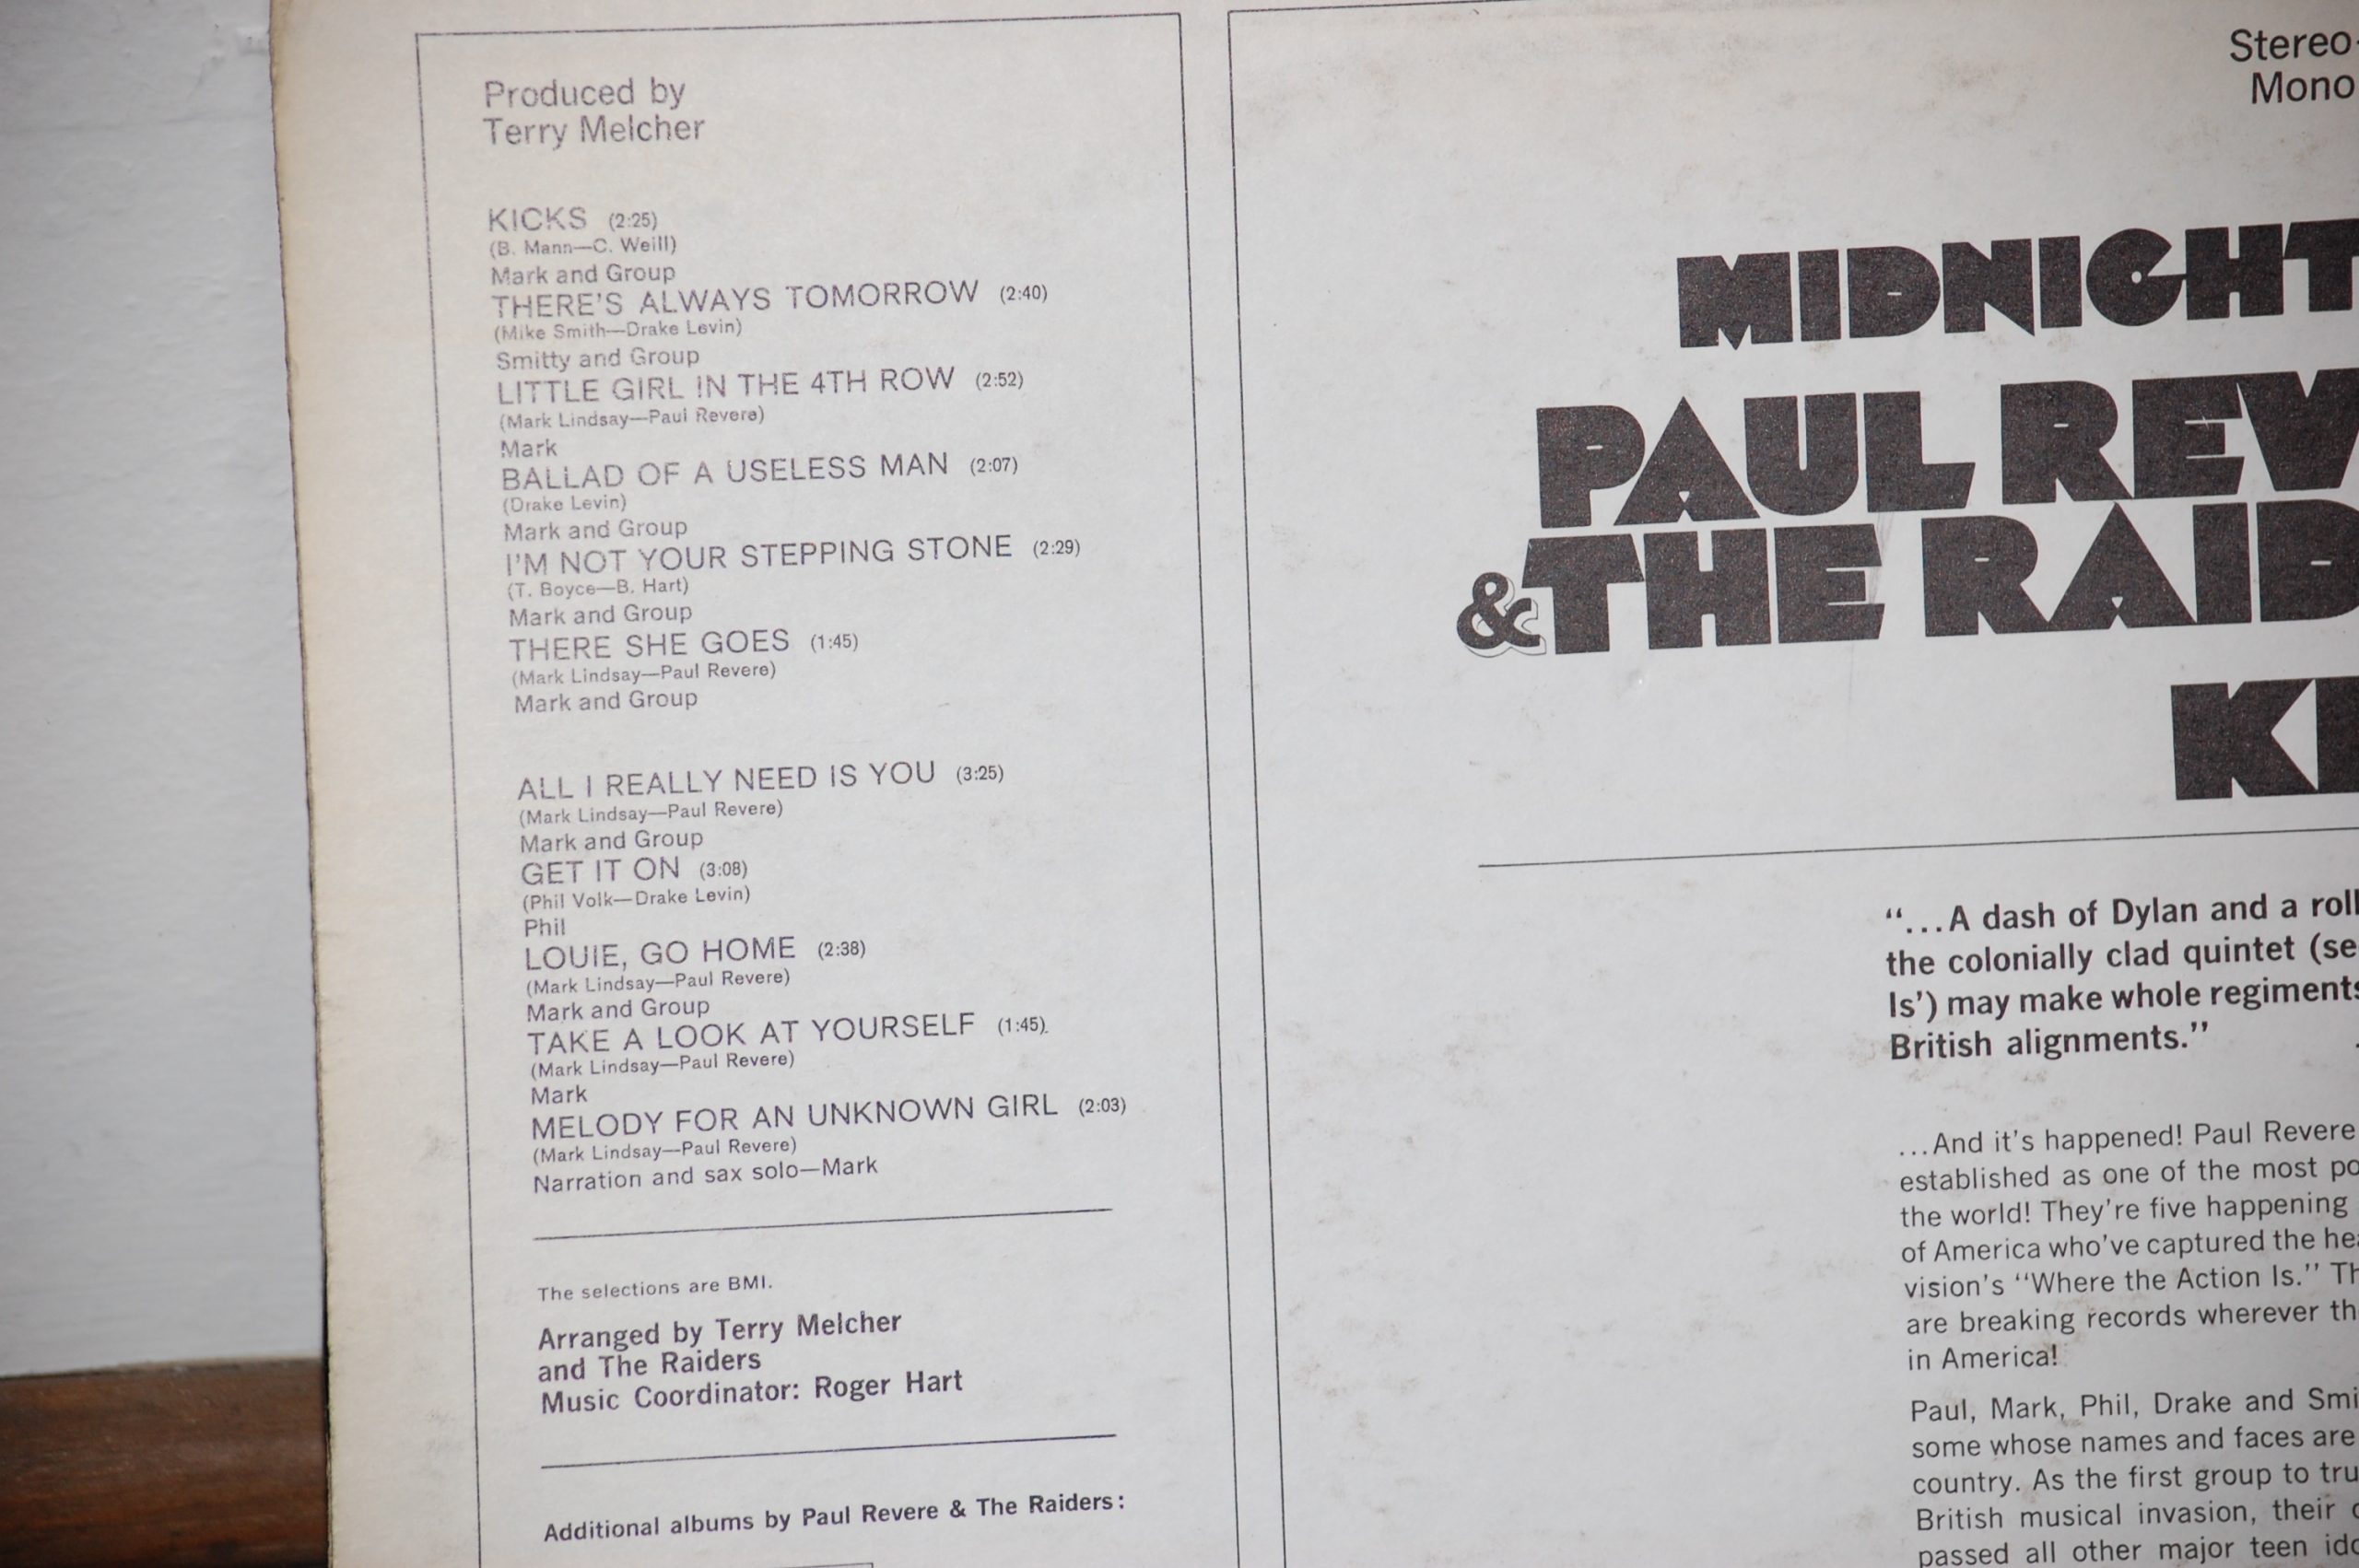 Produced by
Terry Melcher
KICKS (2:25)
(B. Mann—C. Weill)
Mark and Group
THERE'S ALWAYS TOMORROW (2:40)
(Mike Smith—Drake Levin)
Smitty and Group
LITTLE GIRL IN THE 4TH ROW (2:52)
(Mark Lindsay—Paul Revere)
Mark
BALLAD OF A USELESS MAN (2:07)
(Drake Levin)
Mark and Group
I'M NOT YOUR STEPPING STONE (2:29)
(T. Boyce—B. Hart)
Mark and Group
THERE SHE GOES (1:45)
(Mark Lindsay—Paul Revere)
Mark and Group
ALL I REALLY NEED IS YOU (3:25)
(Mark Lindsay—Paul Revere)
Mark and Group
GET IT ON (3:08)
(Phil Volk—Drake Levin)
Phil
LOUIE, GO HOME (2:38)
(Mark Lindsay—Paul Revere)
Mark and Group
TAKE A LOOK AT YOURSELF (1:45)
(Mark Lindsay—Paul Revere)
Mark
MELODY FOR AN UNKNOWN GIRL (2:03)
(Mark Lindsay—Paul Revere)
Narration and sax solo—Mark
The selections are BMI.
Arranged by Terry Melcher
and The Raiders
Music Coordinator: Roger Hart
Additional albums by Paul Revere & The Raiders:
Stereo-
Mono
MIDNIGHT
PAUL REV
& THE RAID
KI
“...A dash of Dylan and a roll
the colonially clad quintet (se
Is’) may make whole regiments
British alignments.”
...And it's happened! Paul Revere
established as one of the most po
the world! They're five happening
of America who've captured the hea
vision's “Where the Action Is.” Th
are breaking records wherever th
in America!
Paul, Mark, Phil, Drake and Smi
some whose names and faces are
country. As the first group to tru
British musical invasion, their
passed all other major teen ido